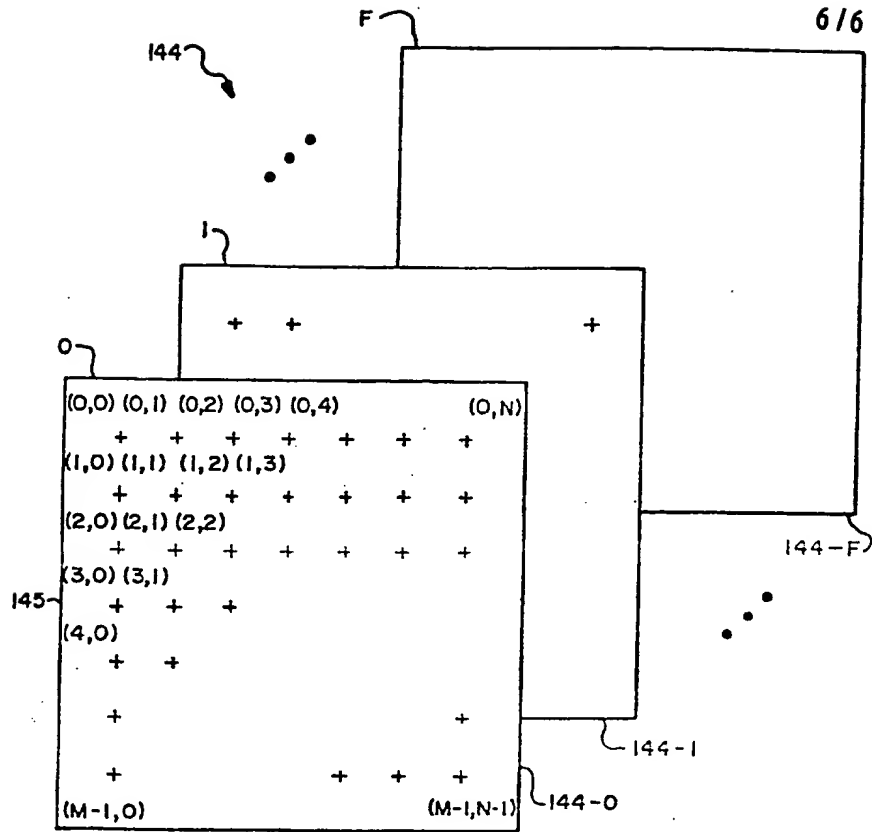 6/6
F
144
1
0
(0,0) (0,1) (0,2) (0,3) (0,4) (0,N)
(1,0) (1,1) (1,2) (1,3)
(2,0) (2,1) (2,2)
144-F
(3,0) (3,1)
145
(4,0)
144-1
(M-1,0) (M-1,N-1) 144-0